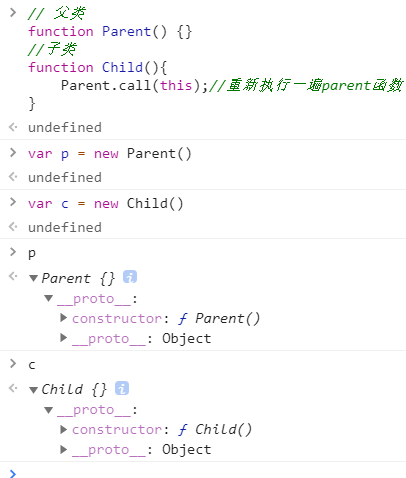 // 父类
function Parent() {}
//子类
function Child(){
    Parent.call(this);//重新执行一遍parent函数
}
undefined
var p = new Parent()
undefined
var c = new Child()
undefined
p
Parent {}
__proto__:
constructor: ƒ Parent()
__proto__: Object
c
Child {}
__proto__:
constructor: ƒ Child()
__proto__: Object